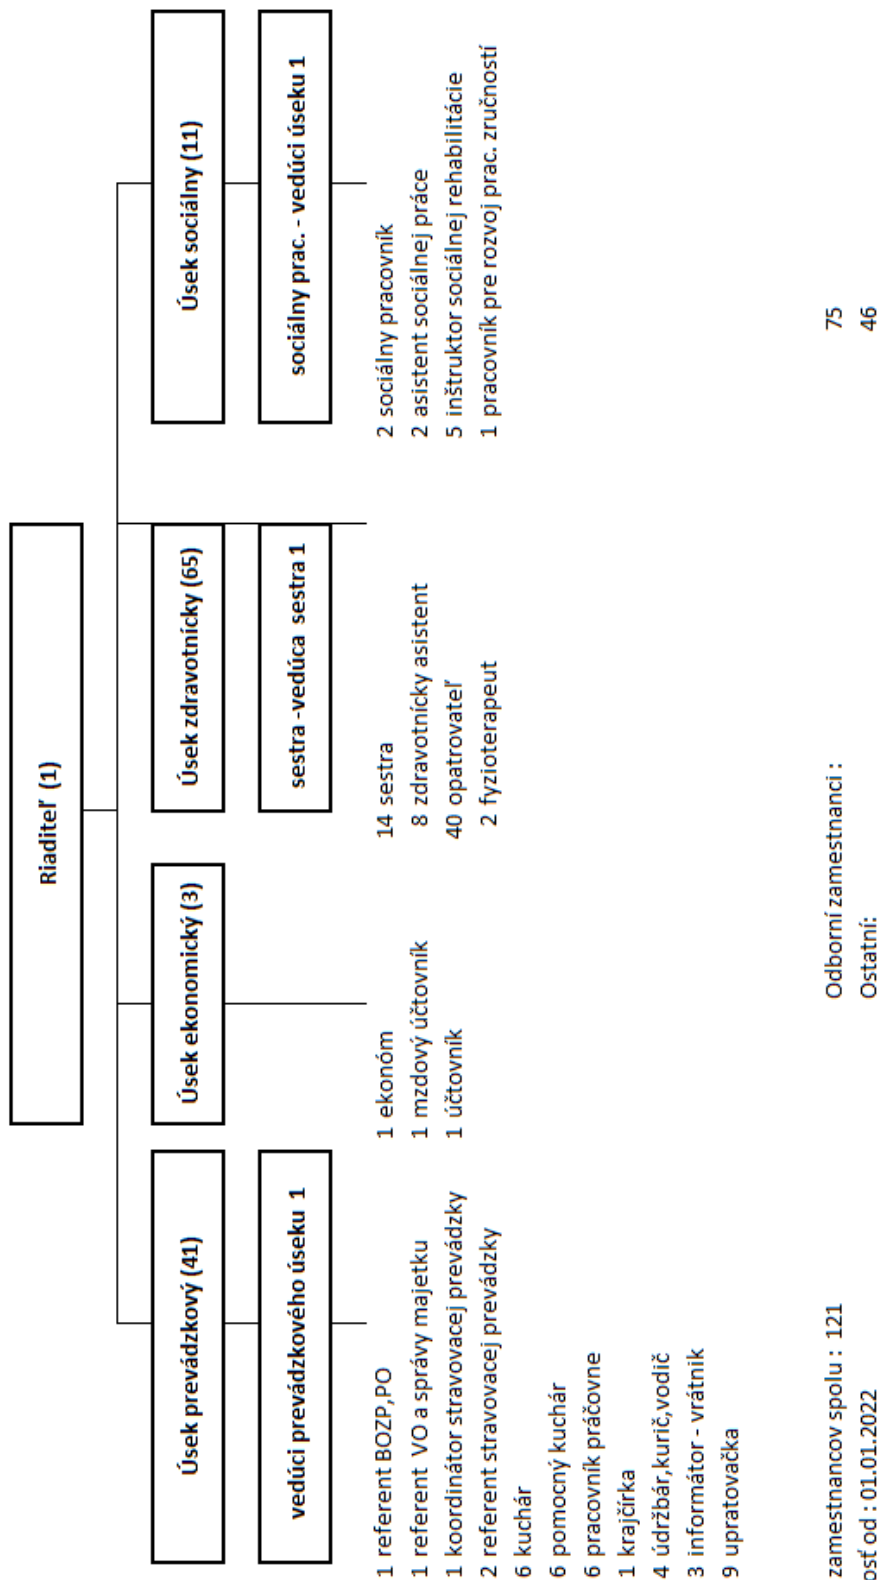 Riaditeľ (1)
Úsek prevádzkový (41)
vedúci prevádzkového úseku 1
1 referent BOZP,PO
1 referent VO a správy majetku
1 koordinátor stravovacej prevádzky
2 referent stravovacej prevádzky
6 kuchár
6 pomocný kuchár
6 pracovník práčovne
1 krajčírka
4 údržbár,kurič,vodič
3 informátor - vrátnik
9 upratovačka
Úsek ekonomický (3)
1 ekonóm
1 mzdový účtovník
1 účtovník
Úsek zdravotnícky (65)
sestra -vedúca sestra 1
14 sestra
8 zdravotnícky asistent
40 opatrovateľ
2 fyzioterapeut
Úsek sociálny (11)
sociálny prac. - vedúci úseku 1
2 sociálny pracovník
2 asistent sociálnej práce
5 inštruktor sociálnej rehabilitácie
1 pracovník pre rozvoj prac. zručností
zamestnancov spolu : 121
osť od : 01.01.2022
Odborní zamestnanci : 75
Ostatní: 46